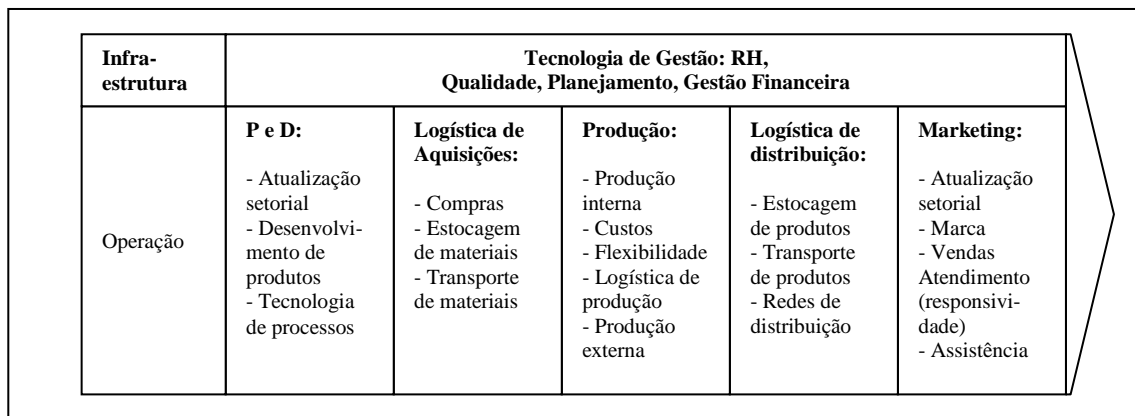 Infra-
estrutura
Tecnologia de Gestão: RH,
Qualidade, Planejamento, Gestão Financeira
Operação
P e D:
- Atualização
setorial
- Desenvolvi-
mento de
produtos
- Tecnologia
de processos
Logística de
Aquisições:
- Compras
- Estocagem
de materiais
- Transporte
de materiais
Produção:
- Produção
interna
- Custos
- Flexibilidade
- Logística de
produção
- Produção
externa
Logística de
distribuição:
- Estocagem
de produtos
- Transporte
de produtos
- Redes de
distribuição
Marketing:
- Atualização
setorial
- Marca
- Vendas
Atendimento
(responsivi-
dade)
- Assistência